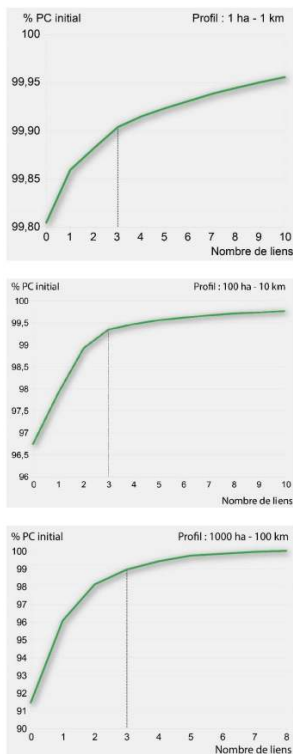 % PC initial Profil : 1 ha - 1 km
100
99,95
99,90
99,85
99,80
0 1 2 3 4 5 6 7 8 9 10
Nombre de liens
% PC initial Profil : 100 ha - 10 km
100
99,5
99
98,5
98
97,5
97
96,5
96
0 1 2 3 4 5 6 7 8 9 10
Nombre de liens
% PC initial Profil : 1000 ha - 100 km
100
99
98
97
96
95
94
93
92
91
90
0 1 2 3 4 5 6 7 8
Nombre de liens